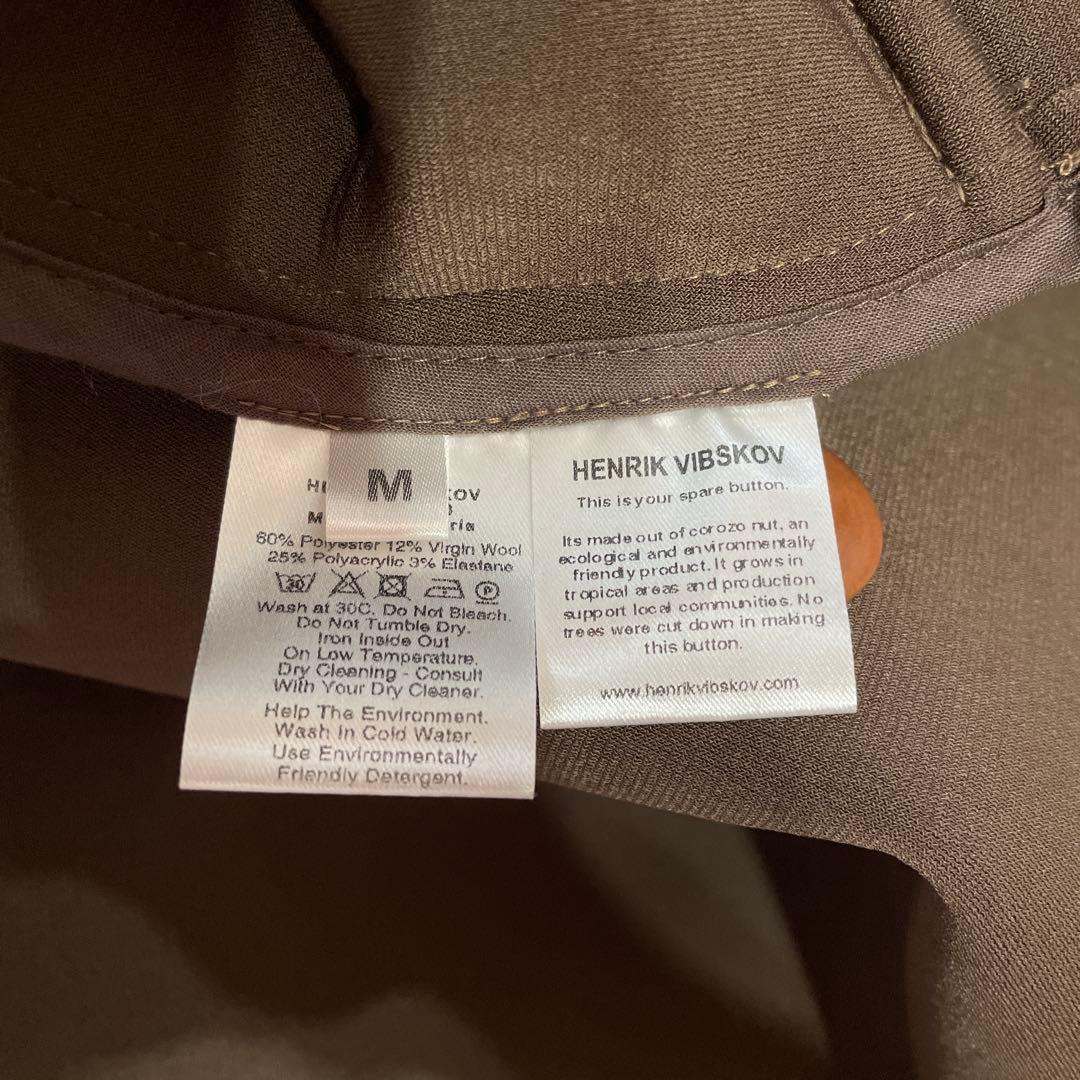 M
60% Polyester 12% Virgin Wool
25% Polyacrylic 3% Elastane
30 P
Wash at 30C. Do Not Bleach.
Do Not Tumble Dry.
Iron Inside Out
On Low Temperature.
Dry Cleaning - Consult
With Your Dry Cleaner.
Help The Environment.
Wash In Cold Water.
Use Environmentally
Friendly Detergent.
HENRIK VIBSKOV
This is your spare button.
Its made out of corozo nut, an
ecological and environmentally
friendly product. It grows in
tropical areas and production
support local communities. No
trees were cut down in making
this button.
www.henrikvibskov.com